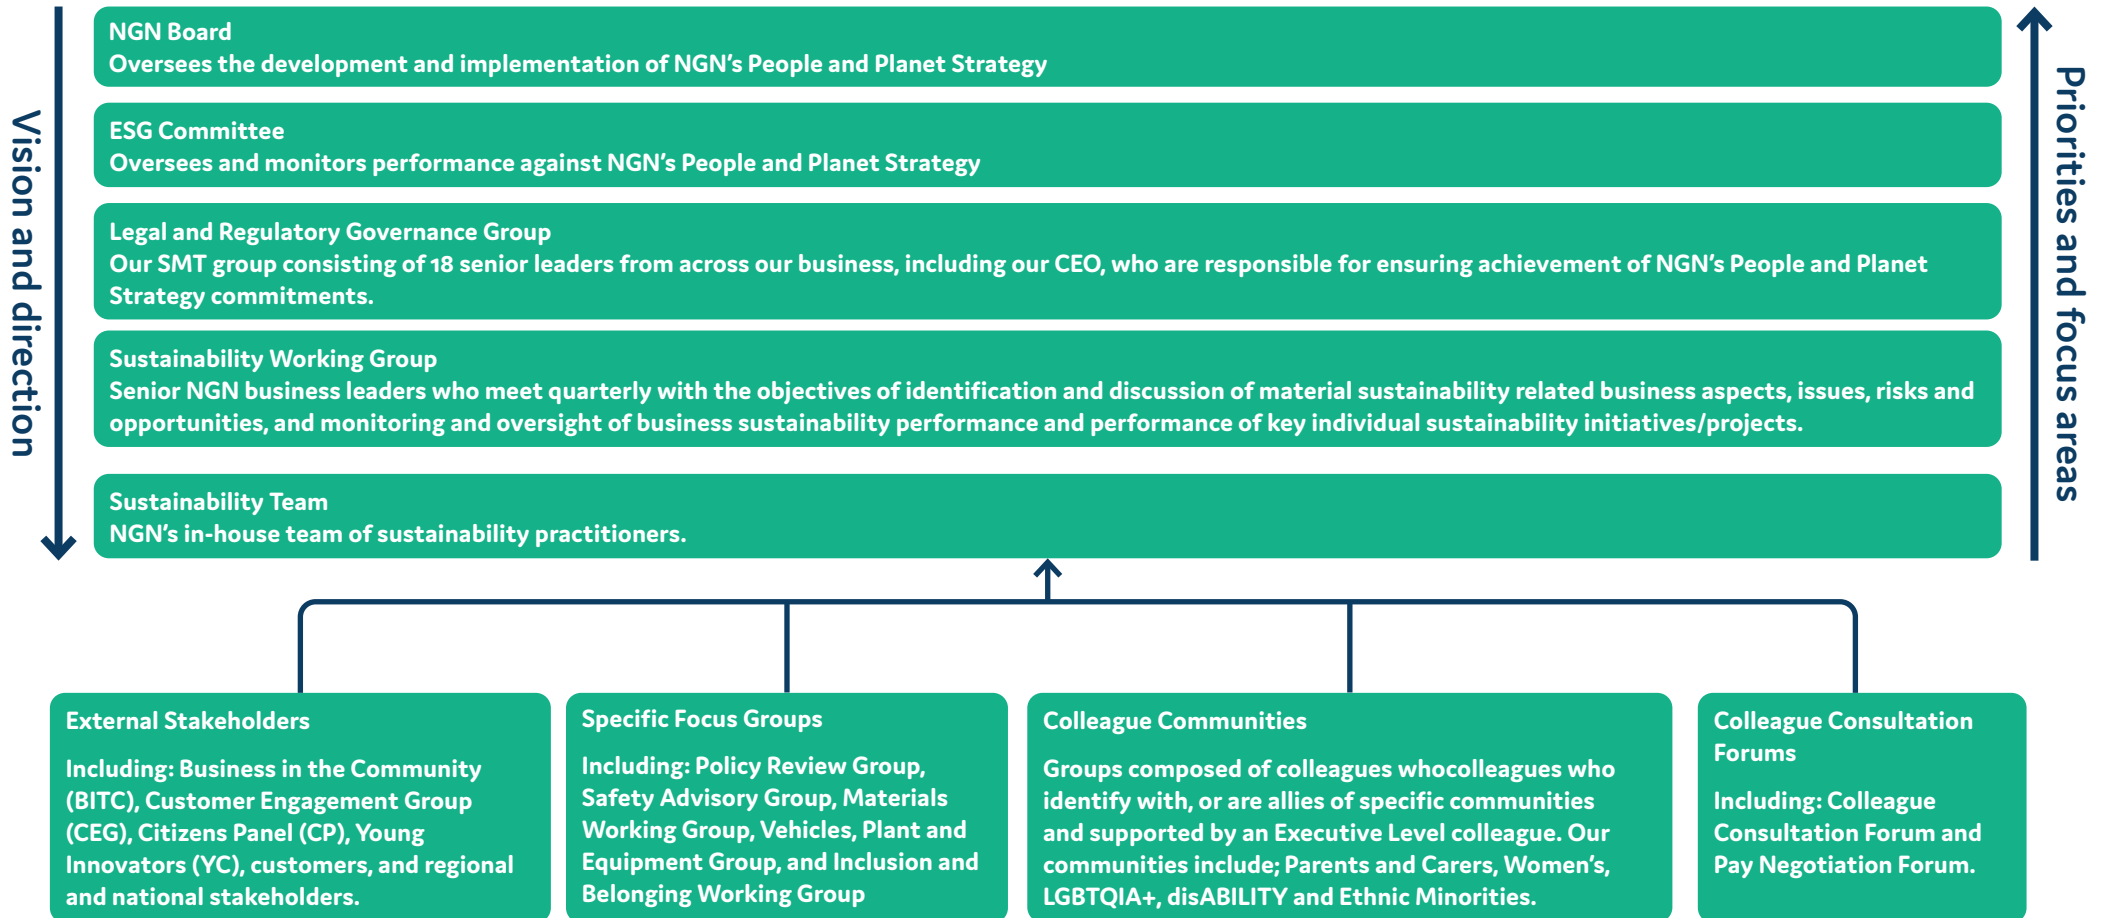 Vision and direction
NGN Board
Oversees the development and implementation of NGN's People and Planet Strategy
ESG Committee
Oversees and monitors performance against NGN's People and Planet Strategy
Legal and Regulatory Governance Group
Our SMT group consisting of 18 senior leaders from across our business, including our CEO, who are responsible for ensuring achievement of NGN's People and Planet
Strategy commitments.
Sustainability Working Group
Senior NGN business leaders who meet quarterly with the objectives of identification and discussion of material sustainability related business aspects, issues, risks and
opportunities, and monitoring and oversight of business sustainability performance and performance of key individual sustainability initiatives/projects.
Sustainability Team
NGN's in-house team of sustainability practitioners.
Priorities and focus areas
External Stakeholders
Including: Business in the Community
(BITC), Customer Engagement Group
(CEG), Citizens Panel (CP), Young
Innovators (YC), customers, and regional
and national stakeholders.
Specific Focus Groups
Including: Policy Review Group,
Safety Advisory Group, Materials
Working Group, Vehicles, Plant and
Equipment Group, and Inclusion and
Belonging Working Group
Colleague Communities
Groups composed of colleagues whocolleagues who
identify with, or are allies of specific communities
and supported by an Executive Level colleague. Our
communities include; Parents and Carers, Women's,
LGBTQIA+, disABILITY and Ethnic Minorities.
Colleague Consultation
Forums
Including: Colleague
Consultation Forum and
Pay Negotiation Forum.